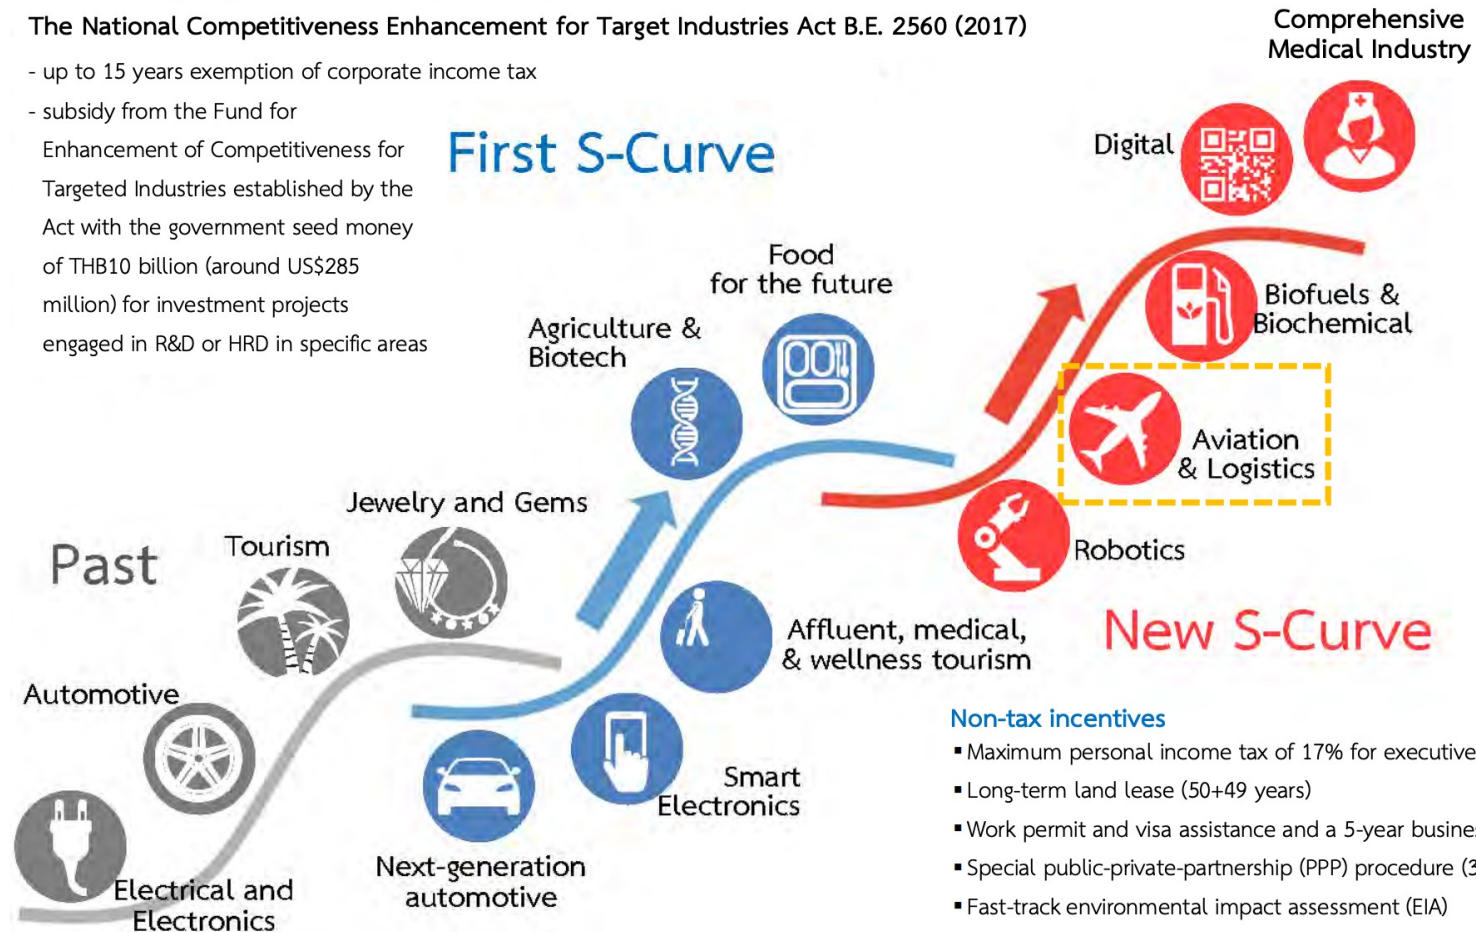 The National Competitiveness Enhancement for Target Industries Act B.E. 2560 (2017)
- up to 15 years exemption of corporate income tax
- subsidy from the Fund for
Enhancement of Competitiveness for
Targeted Industries established by the
Act with the government seed money
of THB10 billion (around US$285
million) for investment projects
engaged in R&D or HRD in specific areas
First S-Curve
Comprehensive
Medical Industry
Digital
Food
for the future
Agriculture &
Biotech
Biofuels &
Biochemical
Aviation
& Logistics
Robotics
Past
Tourism
Jewelry and Gems
Automotive
Electrical and
Electronics
Affluent, medical,
& wellness tourism
Smart
Electronics
Next-generation
automotive
New S-Curve
Non-tax incentives
▪ Maximum personal income tax of 17% for executive
▪ Long-term land lease (50+49 years)
▪ Work permit and visa assistance and a 5-year busine
▪ Special public-private-partnership (PPP) procedure (3
▪ Fast-track environmental impact assessment (EIA)